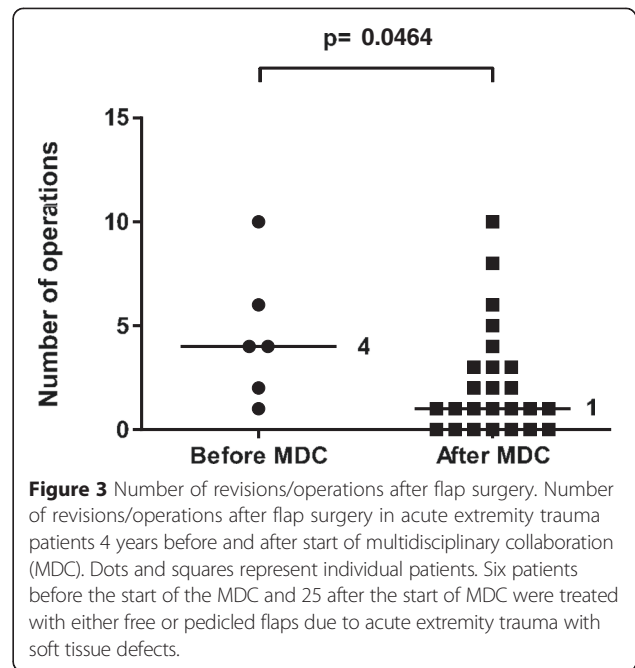 p= 0.0464
Number of operations
15
10
5
0
4
1
Before MDC
After MDC
Figure 3 Number of revisions/operations after flap surgery. Number
of revisions/operations after flap surgery in acute extremity trauma
patients 4 years before and after start of multidisciplinary collaboration
(MDC). Dots and squares represent individual patients. Six patients
before the start of the MDC and 25 after the start of MDC were treated
with either free or pedicled flaps due to acute extremity trauma with
soft tissue defects.